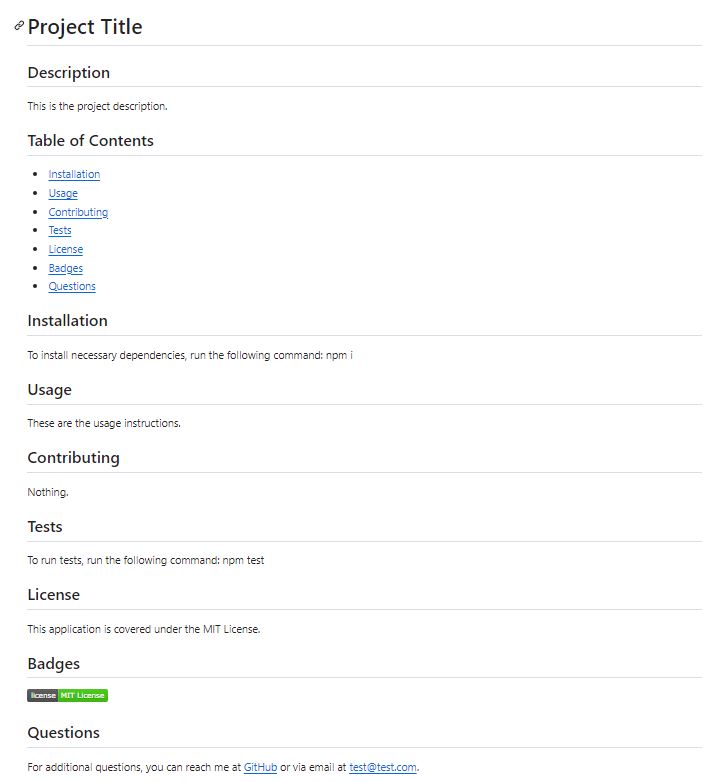 Project Title
Description
This is the project description.
Table of Contents
Installation
Usage
Contributing
Tests
License
Badges
Questions
Installation
To install necessary dependencies, run the following command: npm i
Usage
These are the usage instructions.
Contributing
Nothing.
Tests
To run tests, run the following command: npm test
License
This application is covered under the MIT License.
Badges
license MIT License
Questions
For additional questions, you can reach me at GitHub or via email at test@test.com.